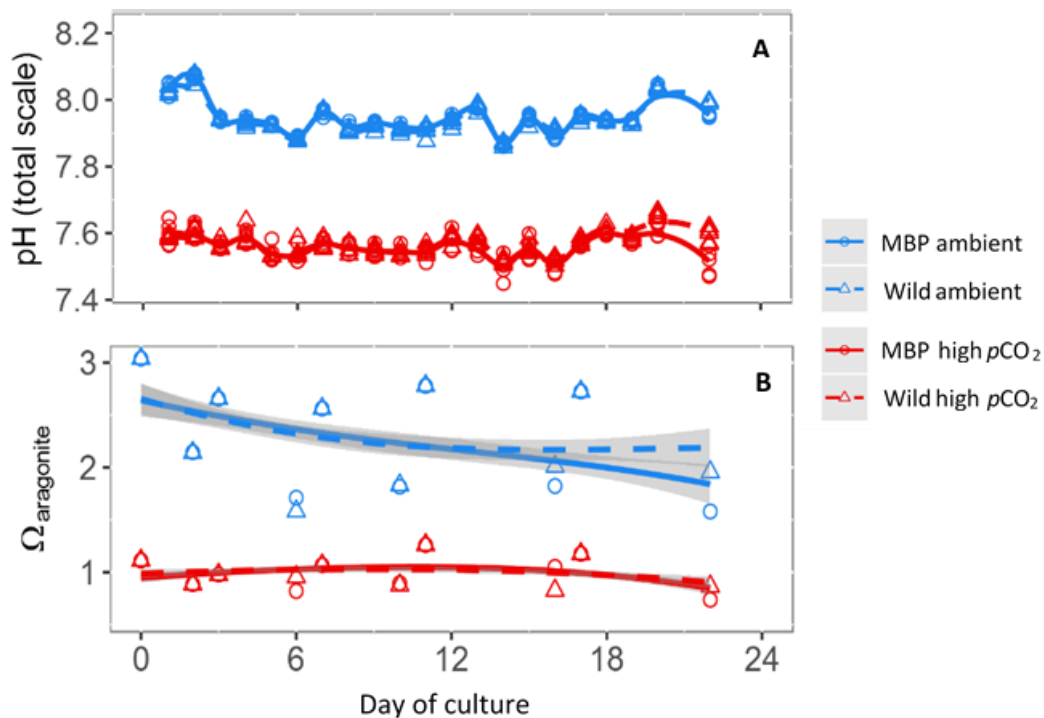 A
8.2
8.0
7.8
7.6
7.4
pH (total scale)
B
3
2
1
Ω aragonite
0 6 12 18 24
Day of culture
MBP ambient
Wild ambient
MBP high pCO₂
Wild high pCO₂